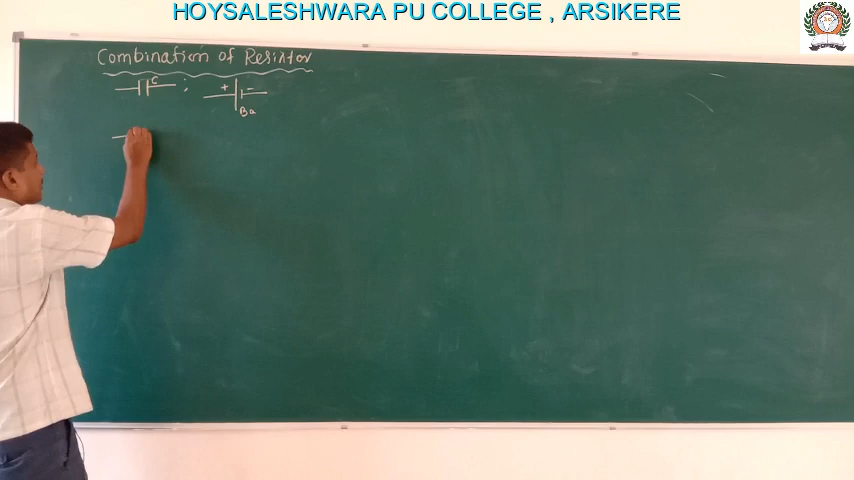 HOYSALESHWARA PU COLLEGE , ARSIKERE
Combination of Resistor
C ; + -
Ba